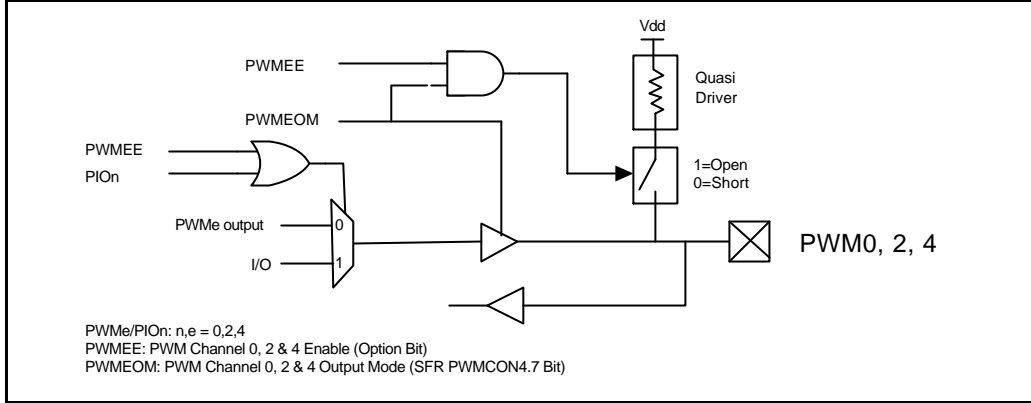 Vdd
PWMEE
Quasi
Driver
PWMEOM
PWMEE
PIOn
1=Open
0=Short
PWMe output
0
I/O
1
PWM0, 2, 4
PWMe/PIOn: n,e = 0,2,4
PWMEE: PWM Channel 0, 2 & 4 Enable (Option Bit)
PWMEOM: PWM Channel 0, 2 & 4 Output Mode (SFR PWMCON4.7 Bit)